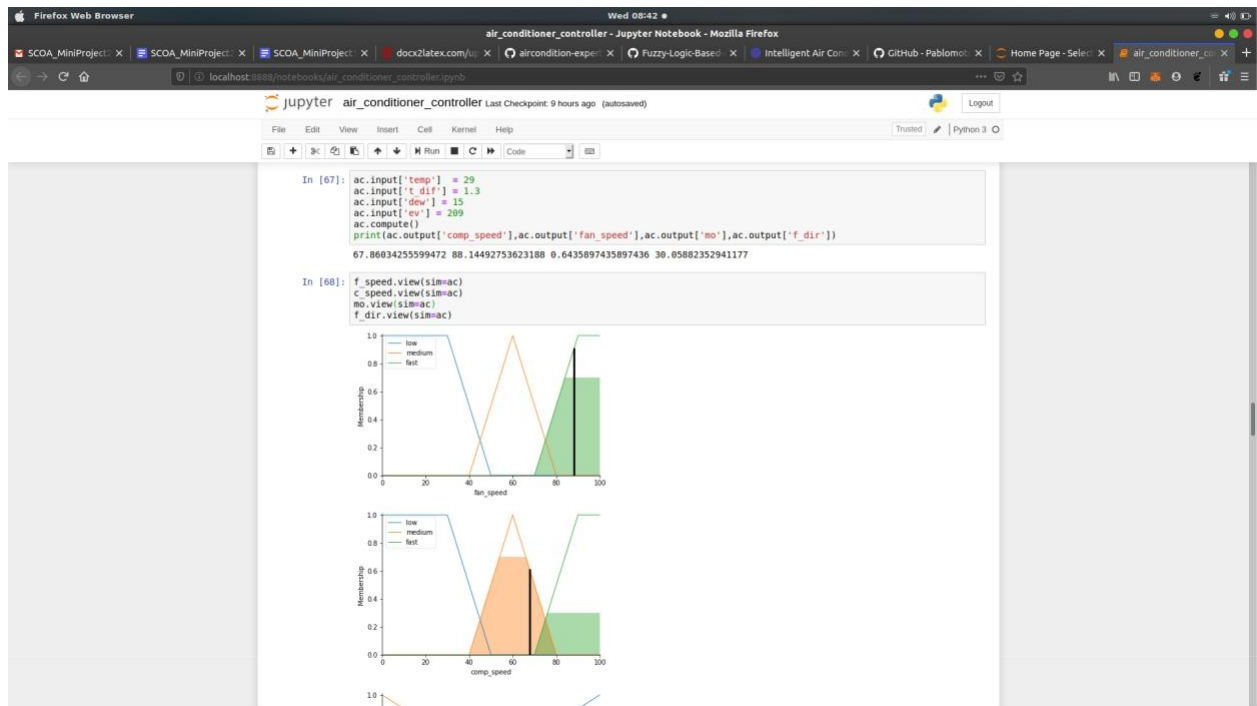 Firefox Web Browser
Wed 08:42
air_conditioner_controller - Jupyter Notebook - Mozilla Firefox
SCOA_MiniProject SCOA_MiniProject SCOA_MiniProject docx2latex.com/ aircondition-exper Fuzzy-Logic-Based- Intelligent Air Con GitHub - Pablomot Home Page - Select air_conditioner_co
localhost:8888/notebooks/air_conditioner_controller.ipynb
jupyter air_conditioner_controller Last Checkpoint: 9 hours ago (autosaved)
Logout
File Edit View Insert Cell Kernel Help
Trusted Python 3
Run Code
In [67]: ac.input['temp'] = 29
ac.input['t_dif'] = 1.3
ac.input['dew'] = 15
ac.input['ev'] = 209
ac.compute()
print(ac.output['comp_speed'],ac.output['fan_speed'],ac.output['mo'],ac.output['f_dir'])
67.86034255599472 88.14492753623188 0.6435897435897436 30.05882352941177
In [68]: f_speed.view(sim=ac)
c_speed.view(sim=ac)
mo.view(sim=ac)
f_dir.view(sim=ac)
1.0
low
medium
fast
0.8
0.6
Membership
0.4
0.2
0.0
0 20 40 60 80 100
fan_speed
1.0
low
medium
fast
0.8
0.6
Membership
0.4
0.2
0.0
0 20 40 60 80 100
comp_speed
1.0